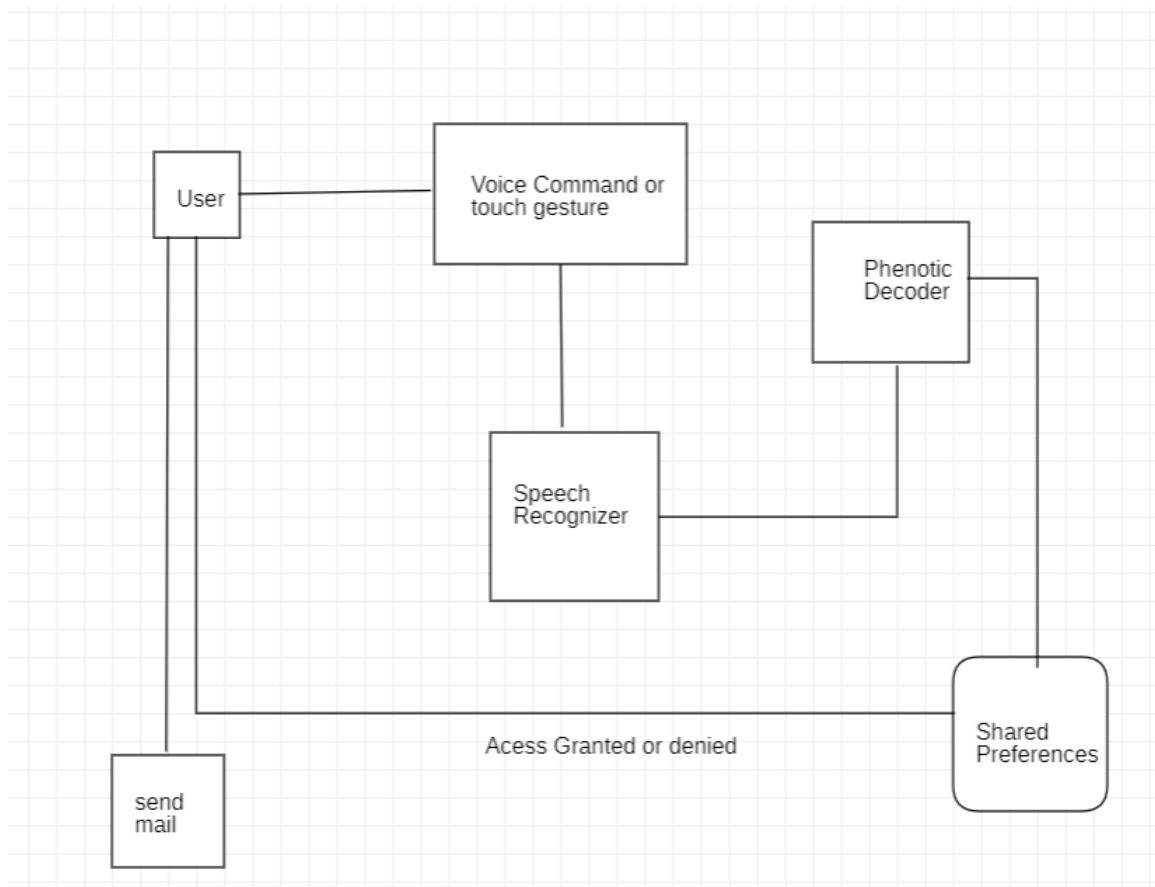 User
Voice Command or
touch gesture
Phenotic
Decoder
Speech
Recognizer
Shared
Preferences
Acess Granted or denied
send
mail